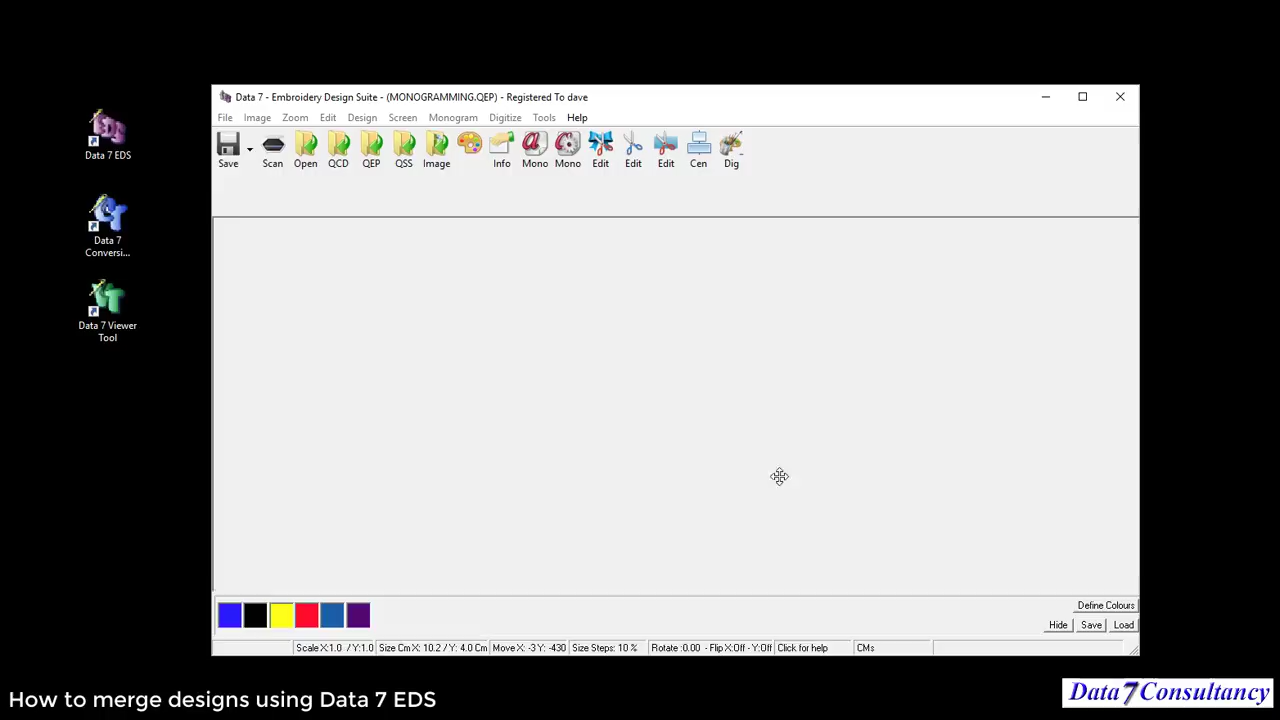 Data 7 EDS
Data 7
Conversi...
Data 7 Viewer
Tool
Data 7 - Embroidery Design Suite - (MONOGRAMMING.QEP) - Registered To dave
File Image Zoom Edit Design Screen Monogram Digitize Tools Help
Save Scan Open QCD QEP QSS Image Info Mono Mono Edit Edit Edit Cen Dig
Define Colours
Hide Save Load
Scale X:1.0 / Y:1.0 Size Cm X: 10.2 / Y: 4.0 Cm Move X: -3 Y: -430 Size Steps: 10 % Rotate :0.00 - Flip X:Off - Y:Off Click for help CMs
How to merge designs using Data 7 EDS
Data7Consultancy